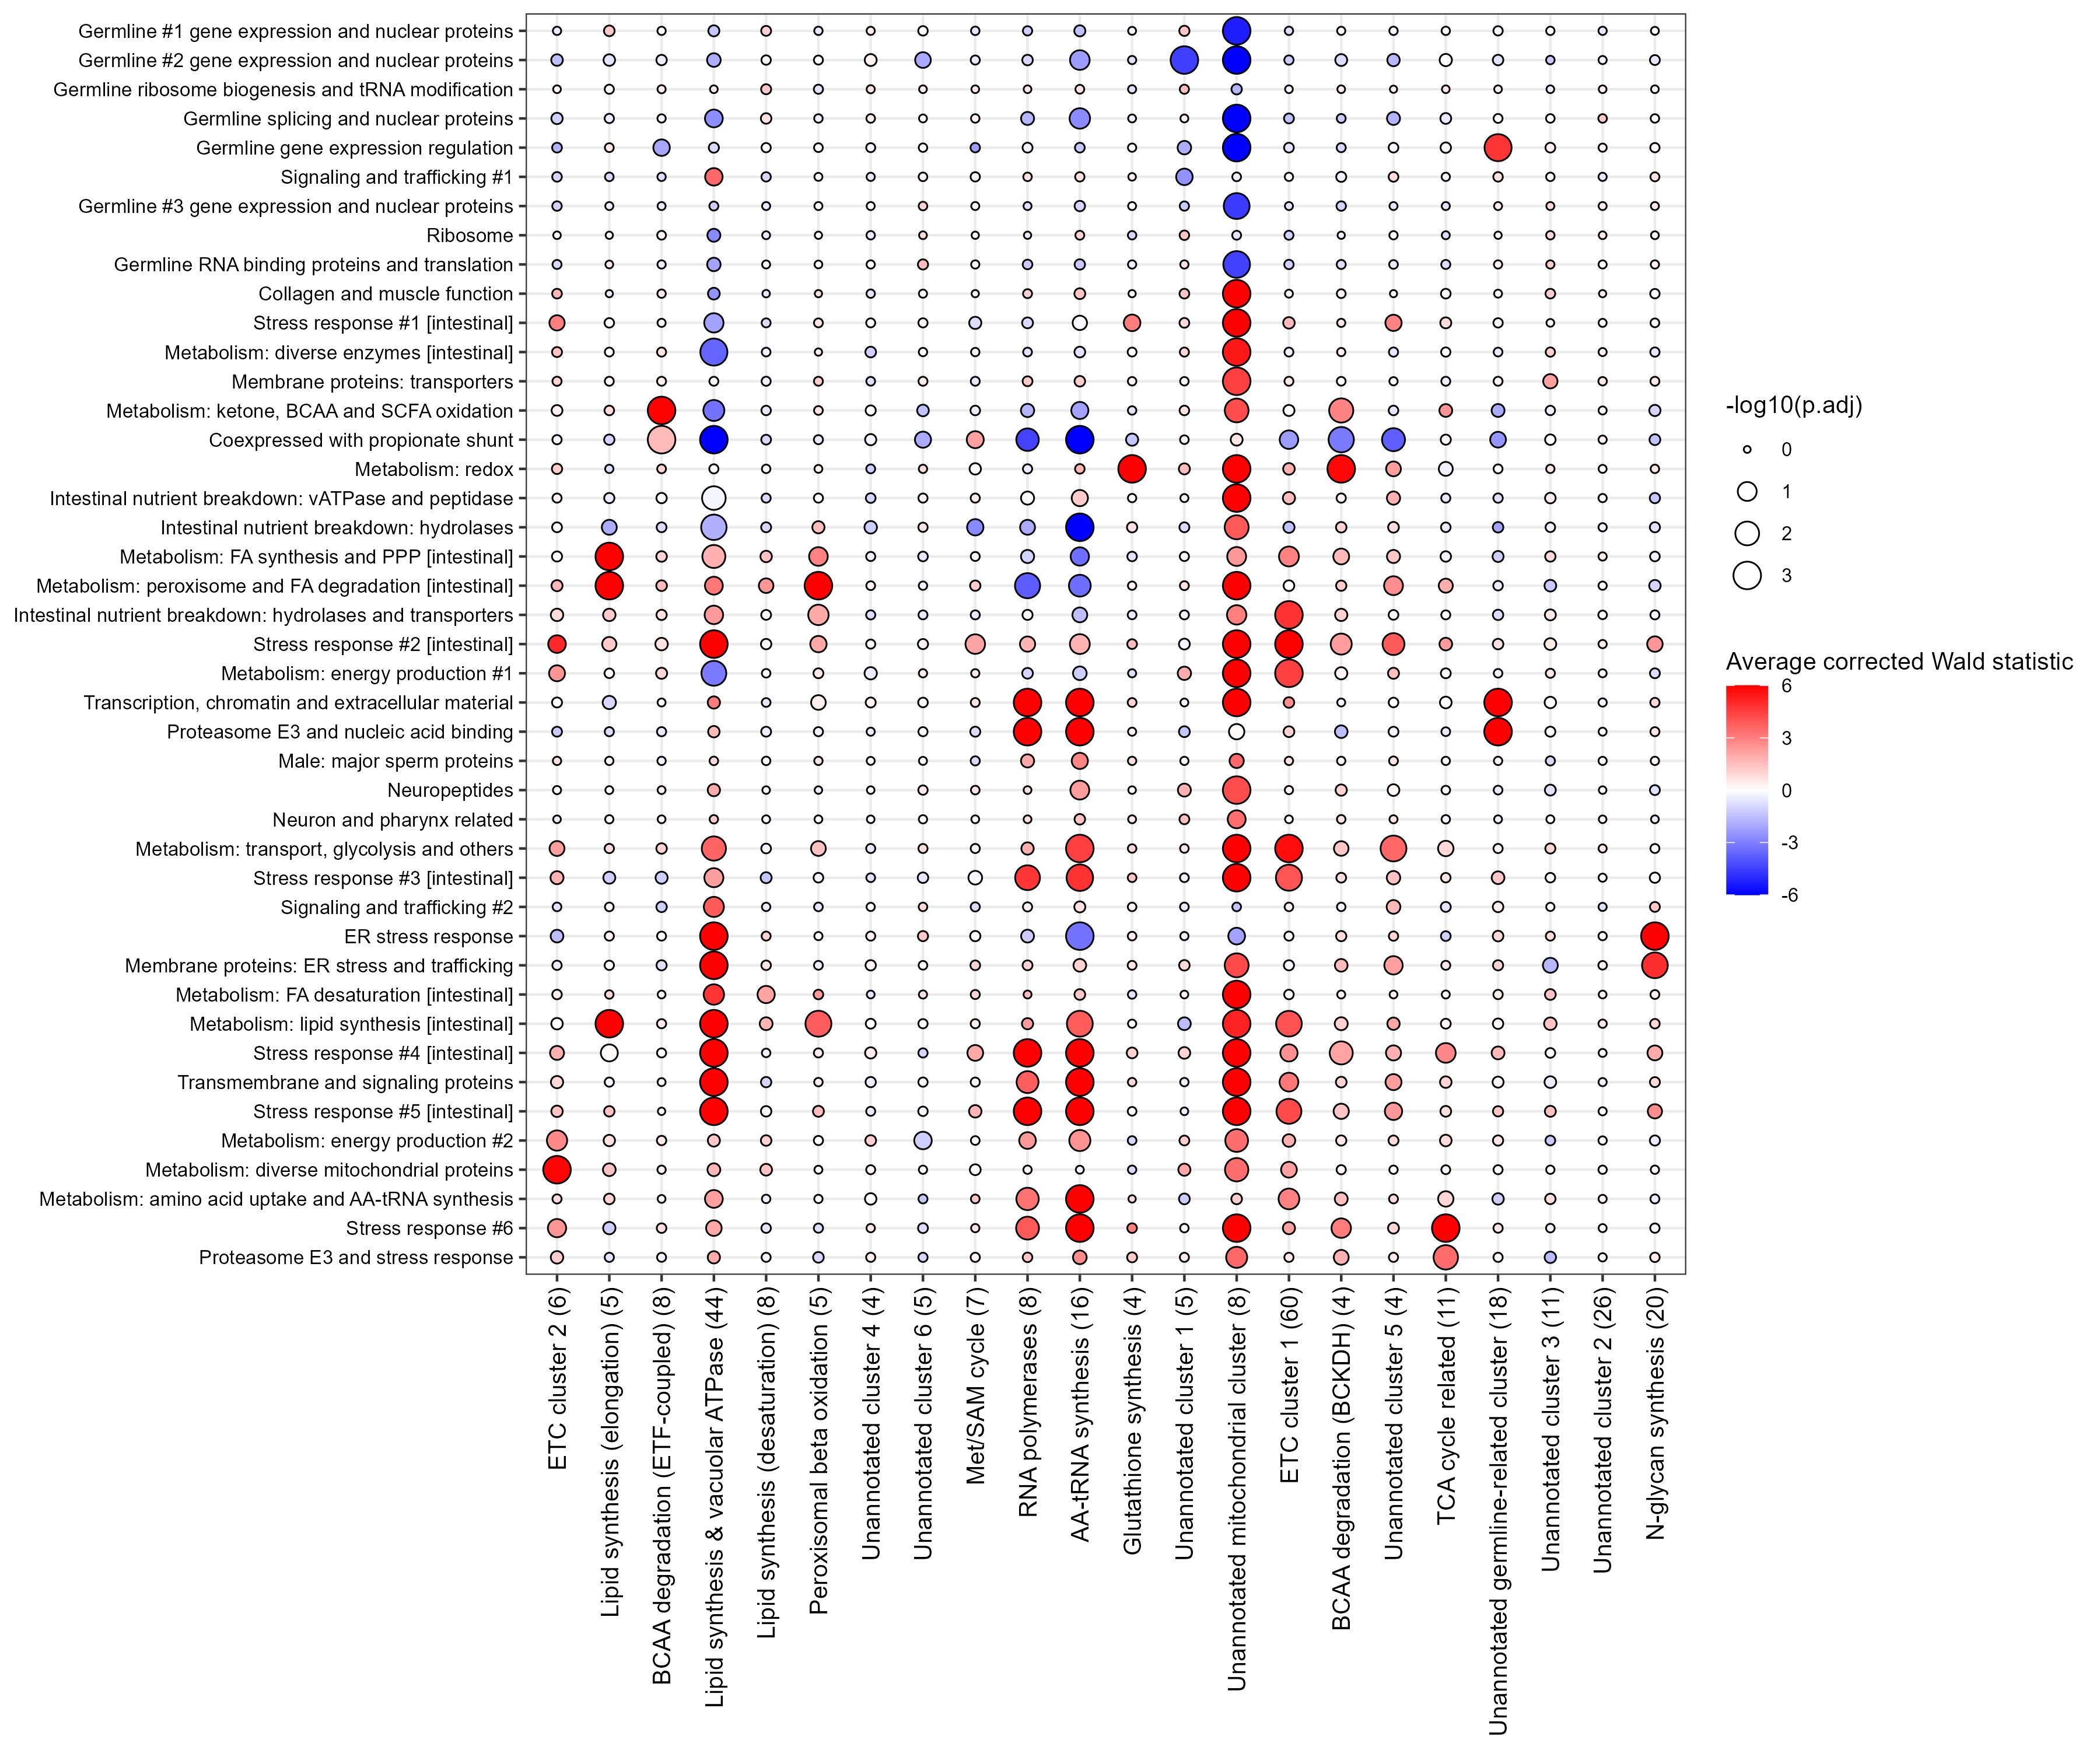 Germline #1 gene expression and nuclear proteins
Germline #2 gene expression and nuclear proteins
Germline ribosome biogenesis and tRNA modification
Germline splicing and nuclear proteins
Germline gene expression regulation
Signaling and trafficking #1
Germline #3 gene expression and nuclear proteins
Ribosome
Germline RNA binding proteins and translation
Collagen and muscle function
Stress response #1 [intestinal]
Metabolism: diverse enzymes [intestinal]
Membrane proteins: transporters
Metabolism: ketone, BCAA and SCFA oxidation
Coexpressed with propionate shunt
Metabolism: redox
Intestinal nutrient breakdown: vATPase and peptidase
Intestinal nutrient breakdown: hydrolases
Metabolism: FA synthesis and PPP [intestinal]
Metabolism: peroxisome and FA degradation [intestinal]
Intestinal nutrient breakdown: hydrolases and transporters
Stress response #2 [intestinal]
Metabolism: energy production #1
Transcription, chromatin and extracellular material
Proteasome E3 and nucleic acid binding
Male: major sperm proteins
Neuropeptides
Neuron and pharynx related
Metabolism: transport, glycolysis and others
Stress response #3 [intestinal]
Signaling and trafficking #2
ER stress response
Membrane proteins: ER stress and trafficking
Metabolism: FA desaturation [intestinal]
Metabolism: lipid synthesis [intestinal]
Stress response #4 [intestinal]
Transmembrane and signaling proteins
Stress response #5 [intestinal]
Metabolism: energy production #2
Metabolism: diverse mitochondrial proteins
Metabolism: amino acid uptake and AA-tRNA synthesis
Stress response #6
Proteasome E3 and stress response
ETC cluster 2 (6)
Lipid synthesis (elongation) (5)
BCAA degradation (ETF-coupled) (8)
Lipid synthesis & vacuolar ATPase (44)
Lipid synthesis (desaturation) (8)
Peroxisomal beta oxidation (5)
Unannotated cluster 4 (4)
Unannotated cluster 6 (5)
Met/SAM cycle (7)
RNA polymerases (8)
AA-tRNA synthesis (16)
Glutathione synthesis (4)
Unannotated cluster 1 (5)
Unannotated mitochondrial cluster (8)
ETC cluster 1 (60)
BCAA degradation (BCKDH) (4)
Unannotated cluster 5 (4)
TCA cycle related (11)
Unannotated germline-related cluster (18)
Unannotated cluster 3 (11)
Unannotated cluster 2 (26)
N-glycan synthesis (20)
-log10(p.adj)
0
1
2
3
Average corrected Wald statistic
6
3
0
-3
-6